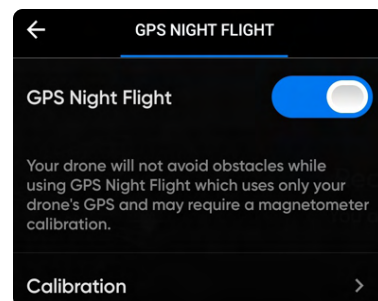 GPS NIGHT FLIGHT
GPS Night Flight
Your drone will not avoid obstacles while
using GPS Night Flight which uses only your
drone's GPS and may require a magnetometer
calibration.
Calibration